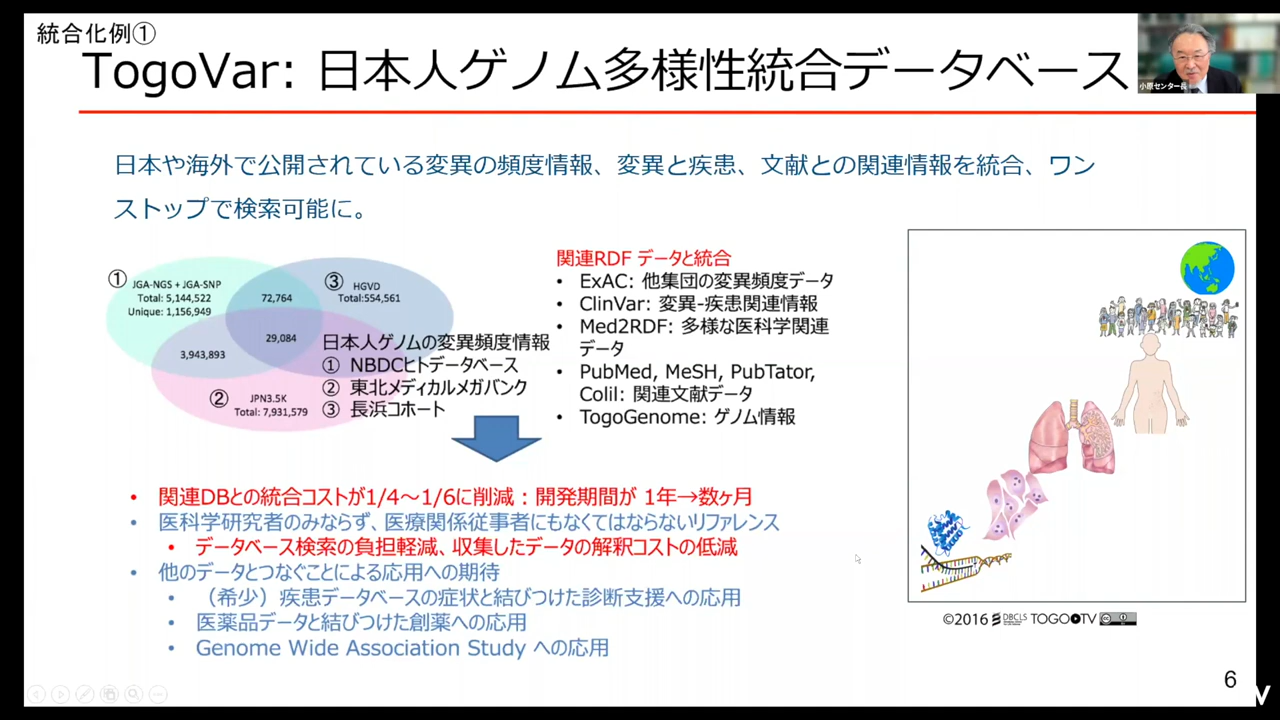 統合化例①
TogoVar: 日本人ゲノム多様性統合データベース
小原センター長
日本や海外で公開されている変異の頻度情報、変異と疾患、文献との関連情報を統合、ワン
ストップで検索可能に。
①
JGA-NGS + JGA-SNP
Total: 5,144,522
Unique: 1,156,949
72,764
③
HGVD
Total:554,561
29,084
3,943,893
②
JPN3.5K
Total: 7,931,579
日本人ゲノムの変異頻度情報
① NBDCヒトデータベース
② 東北メディカルメガバンク
③ 長浜コホート
関連RDF データと統合
• ExAC: 他集団の変異頻度データ
• ClinVar: 変異-疾患関連情報
• Med2RDF: 多様な医科学関連
データ
• PubMed, MeSH, PubTator,
Colil: 関連文献データ
• TogoGenome: ゲノム情報
• 関連DBとの統合コストが1/4～1/6に削減：開発期間が 1年→数ヶ月
• 医科学研究者のみならず、医療関係従事者にもなくてはならないリファレンス
• データベース検索の負担軽減、収集したデータの解釈コストの低減
• 他のデータとつなぐことによる応用への期待
• （希少）疾患データベースの症状と結びつけた診断支援への応用
• 医薬品データと結びつけた創薬への応用
• Genome Wide Association Study への応用
©2016 DBCLS TOGOTV
6